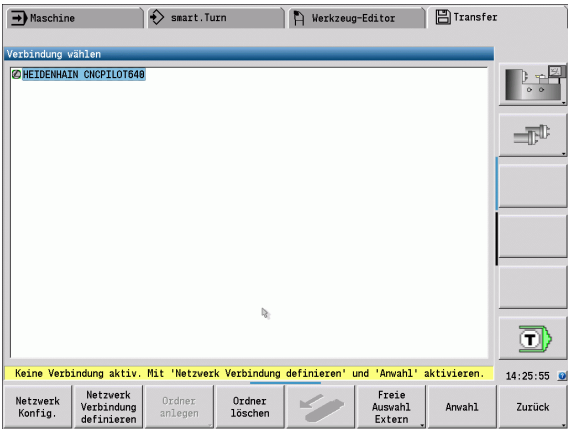 Maschine
smart.Turn
Werkzeug-Editor
Transfer
Verbindung wählen
HEIDENHAIN CNCPILOT640
T
Keine Verbindung aktiv. Mit 'Netzwerk Verbindung definieren' und 'Anwahl' aktivieren.
14:25:55
Netzwerk
Konfig.
Netzwerk
Verbindung
definieren
Ordner
anlegen
Ordner
löschen
Freie
Auswahl
Extern
Anwahl
Zurück